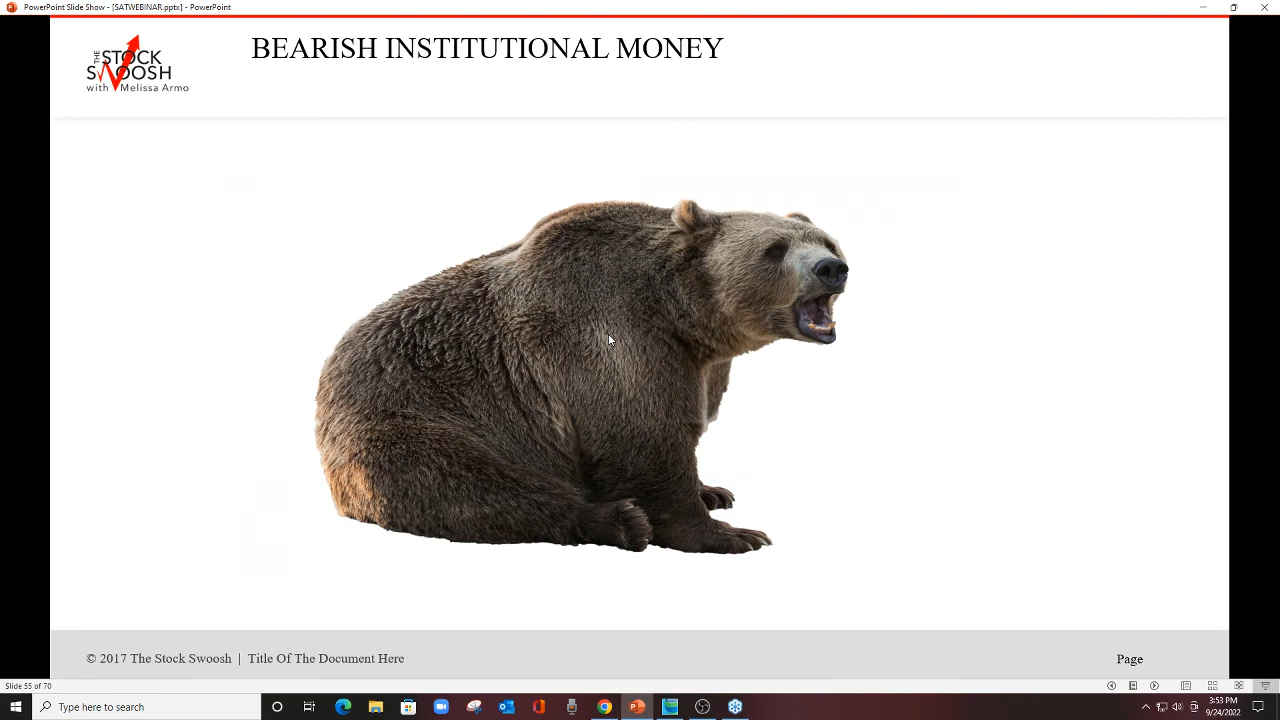 PowerPoint Slide Show - [SATWEBINAR.pptx] - PowerPoint
THE STOCK
SWOOSH
with Melissa Armo
BEARISH INSTITUTIONAL MONEY
© 2017 The Stock Swoosh | Title Of The Document Here
Page
Slide 55 of 70
Type here to search
3:53 PM
9/24/2022